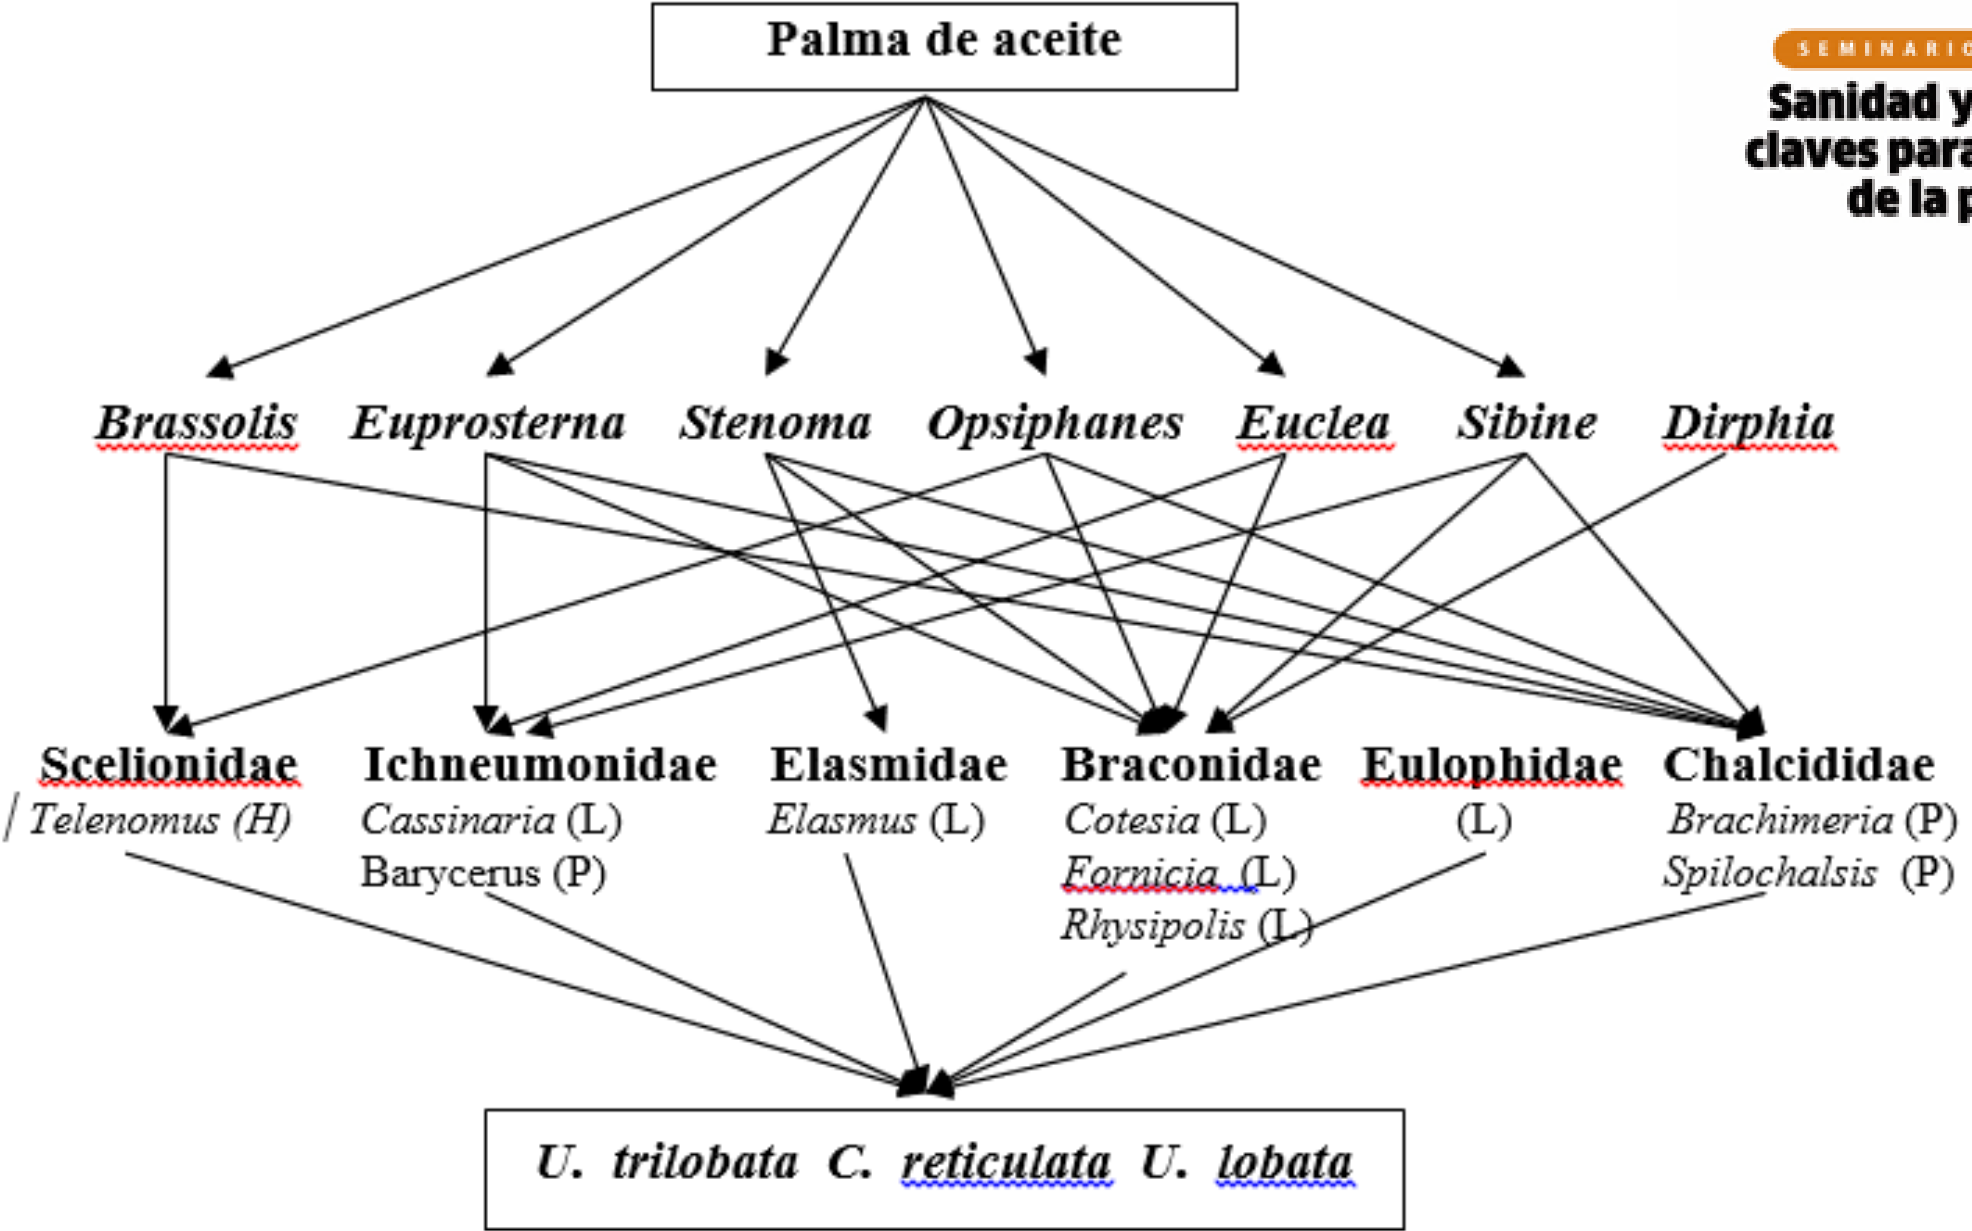 Palma de aceite
SEMINARIO
Sanidad y
claves para
de la p
Brassolis Euprosterna Stenoma Opsiphanes Euclea Sibine Dirphia
Scelionidae Ichneumonidae Elasmidae Braconidae Eulophidae Chalcididae
/ Telenomus (H) Cassinaria (L) Elasmus (L) Cotesia (L) (L) Brachimeria (P)
Barycerus (P) Fornicia (L) Spilochalsis (P)
Rhysipolis (L)
U. trilobata C. reticulata U. lobata